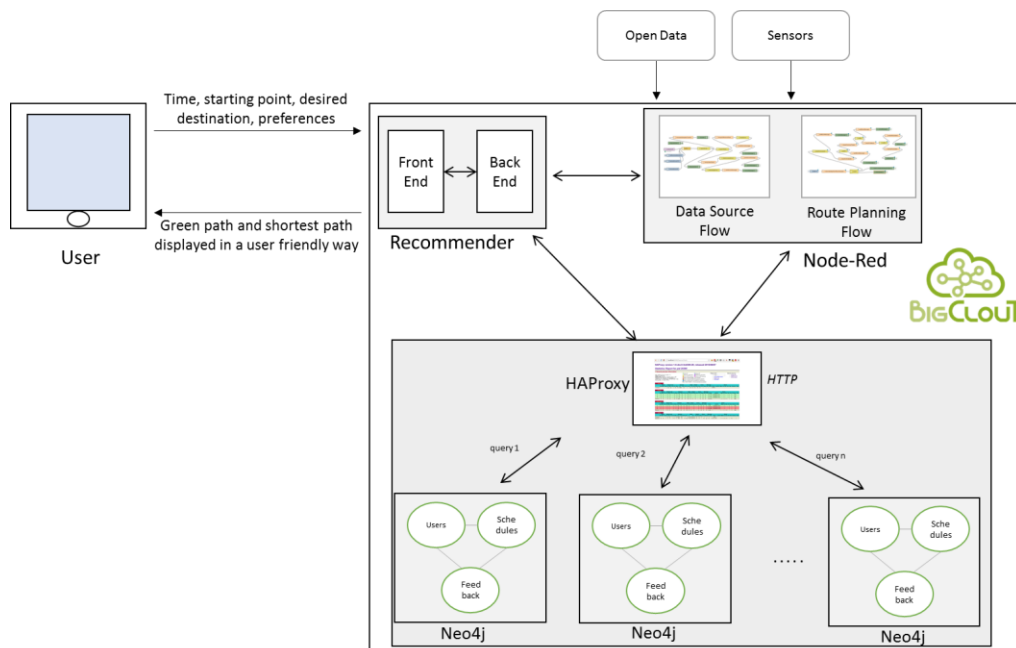 Open Data
Sensors
Time, starting point, desired
destination, preferences
Front
End
Back
End
Data Source
Flow
Route Planning
Flow
Green path and shortest path
displayed in a user friendly way
User
Recommender
Node-Red
BIGCLOUT
HAProxy
HTTP
query 1
query 2
query n
Users
Sche
dules
Feed
back
Neo4j
Users
Sche
dules
Feed
back
Neo4j
.....
Users
Sche
dules
Feed
back
Neo4j